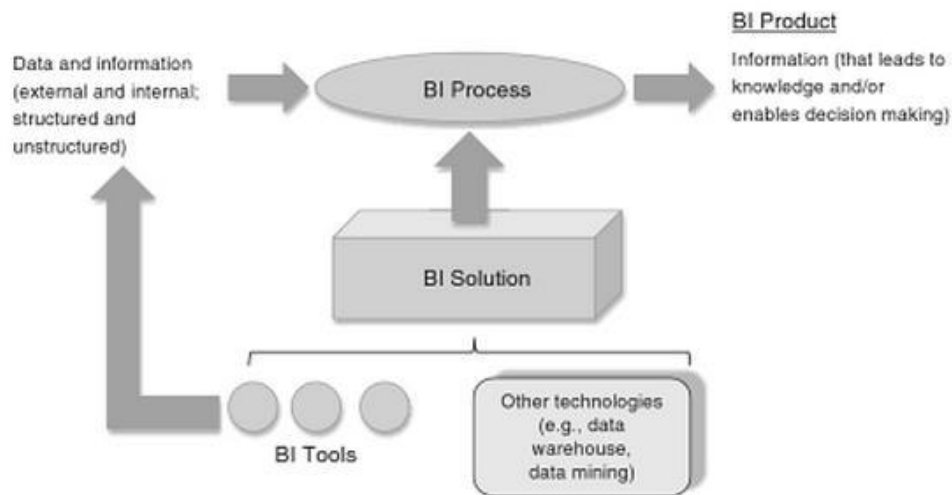 Data and information
(external and internal;
structured and
unstructured)
BI Process
BI Product
Information (that leads to
knowledge and/or
enables decision making)
BI Solution
BI Tools
Other technologies
(e.g., data
warehouse,
data mining)